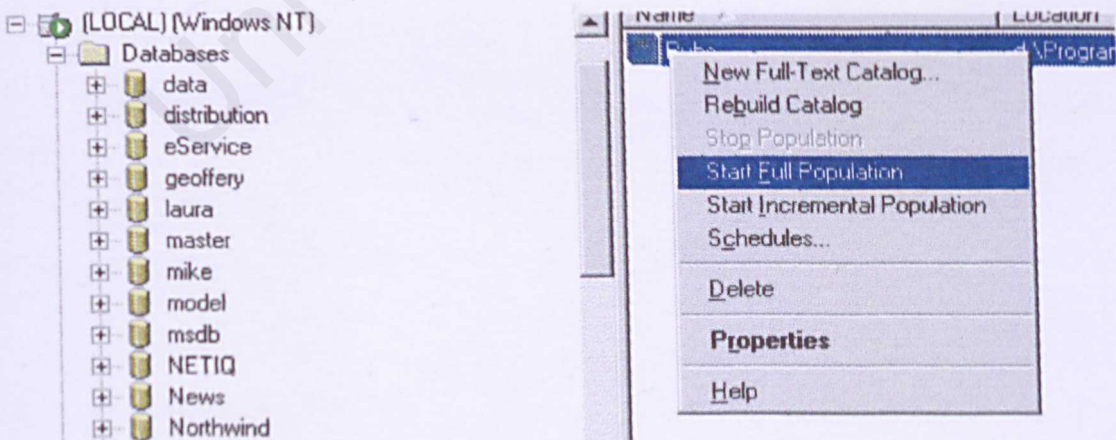 (LOCAL) (Windows NT)
Databases
data
distribution
eService
geoffery
laura
master
mike
model
msdb
NETIQ
News
Northwind
Name
Location
New Full-Text Catalog...
Rebuild Catalog
Stop Population
Start Full Population
Start Incremental Population
Schedules...
Delete
Properties
Help